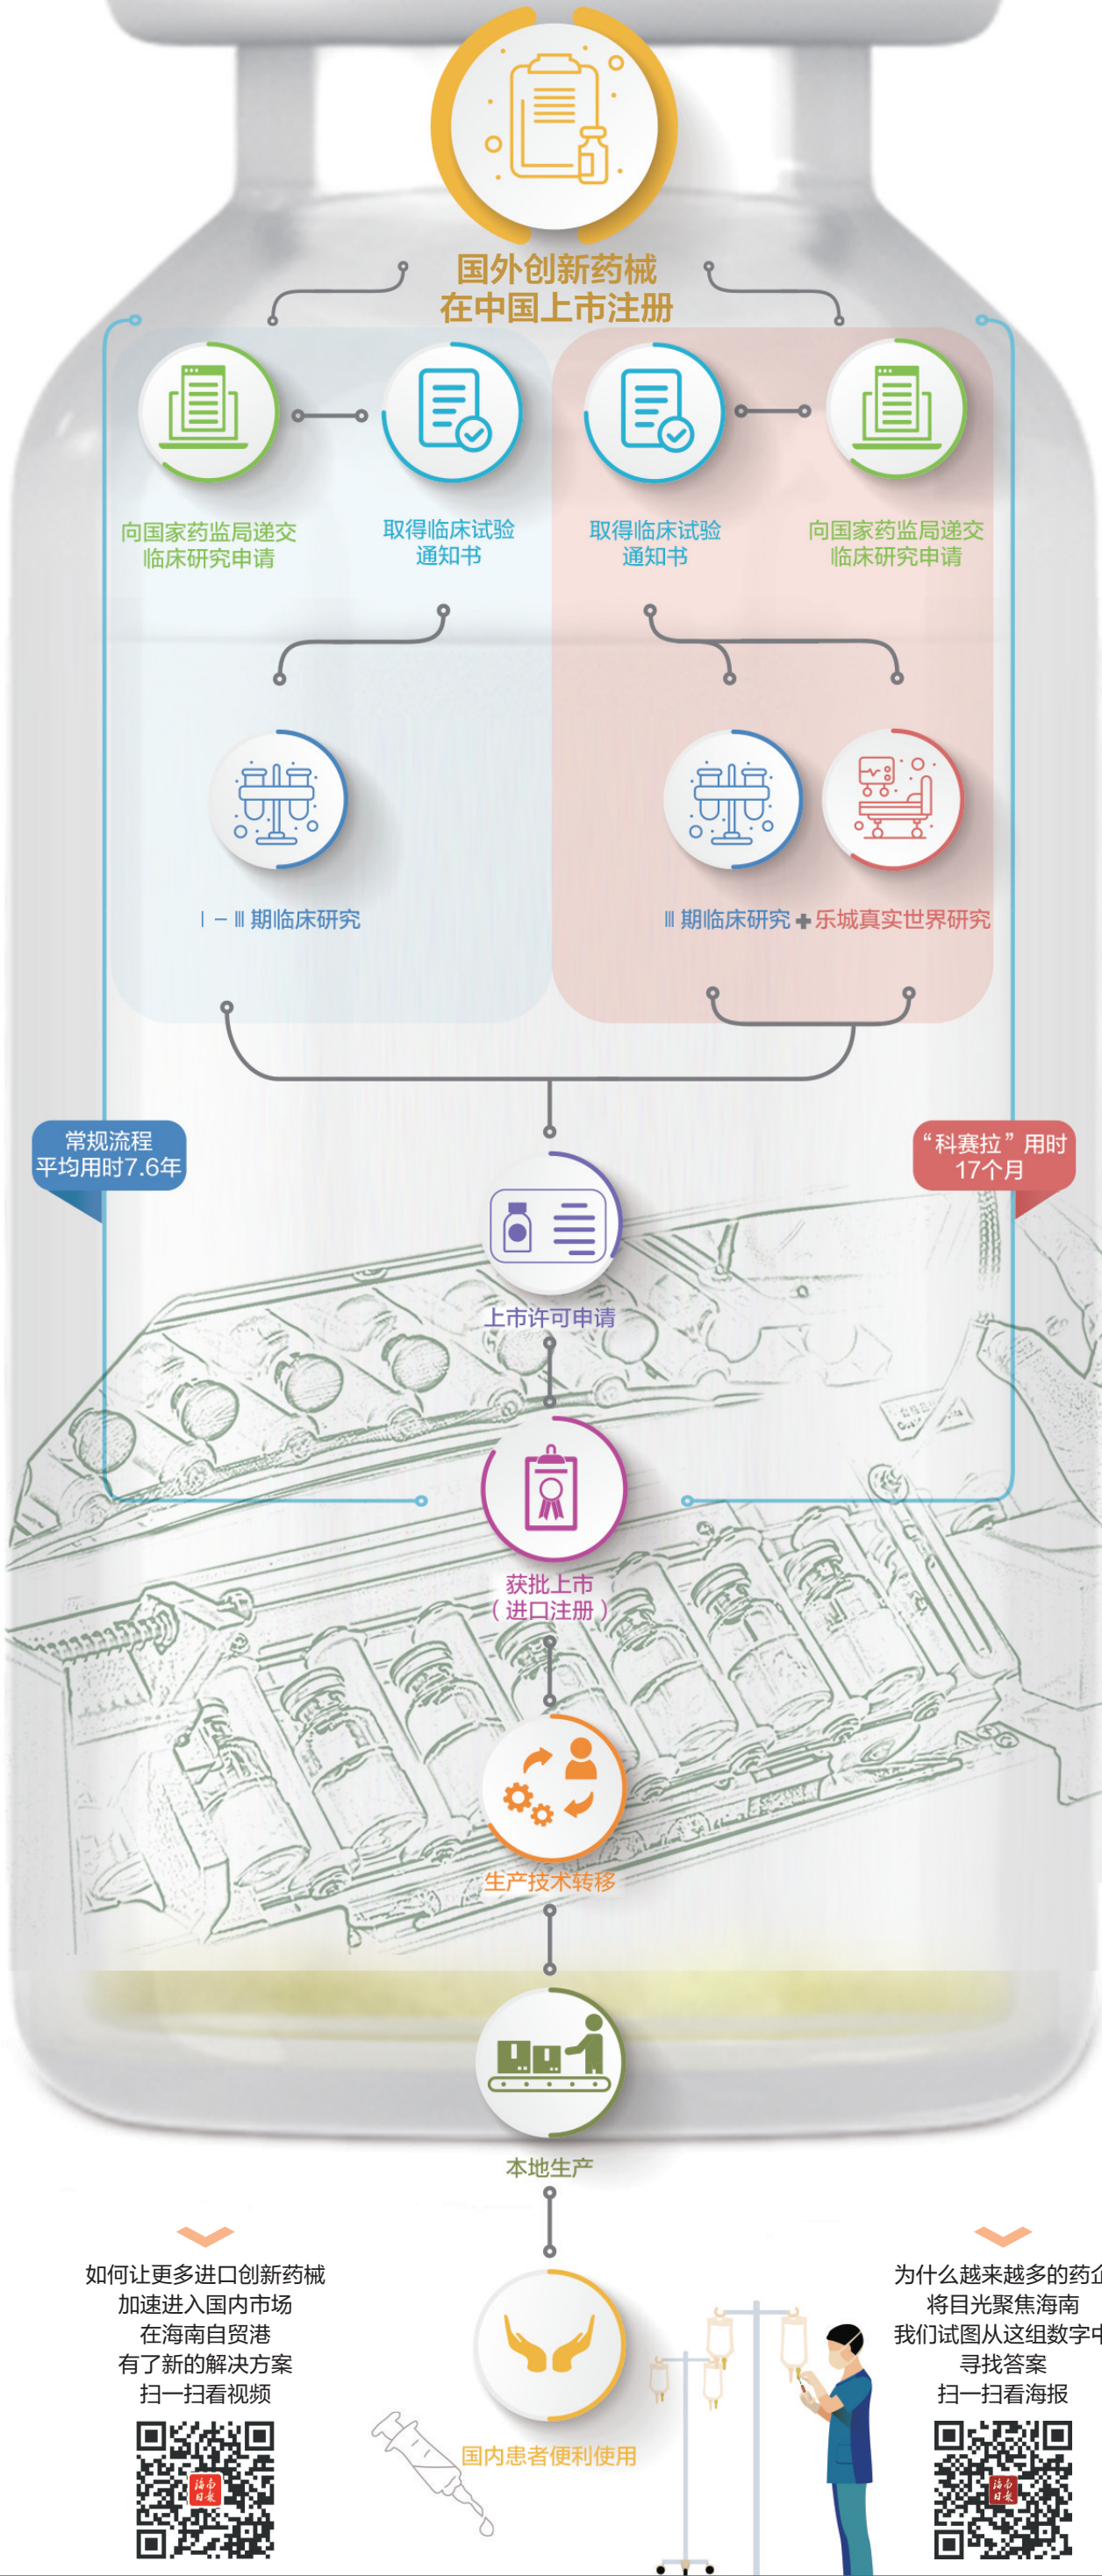 国外创新药械
在中国上市注册
向国家药监局递交
临床研究申请
取得临床试验
通知书
取得临床试验
通知书
向国家药监局递交
临床研究申请
Ⅰ－Ⅲ 期临床研究
Ⅲ 期临床研究
乐城真实世界研究
常规流程
平均用时7.6年
“科赛拉”用时
17个月
上市许可申请
获批上市
（进口注册）
生产技术转移
本地生产
国内患者便利使用
如何让更多进口创新药械
加速进入国内市场
在海南自贸港
有了新的解决方案
扫一扫看视频
海南
日报
为什么越来越多的药企
将目光聚焦海南
我们试图从这组数字中
寻找答案
扫一扫看海报
海南
日报